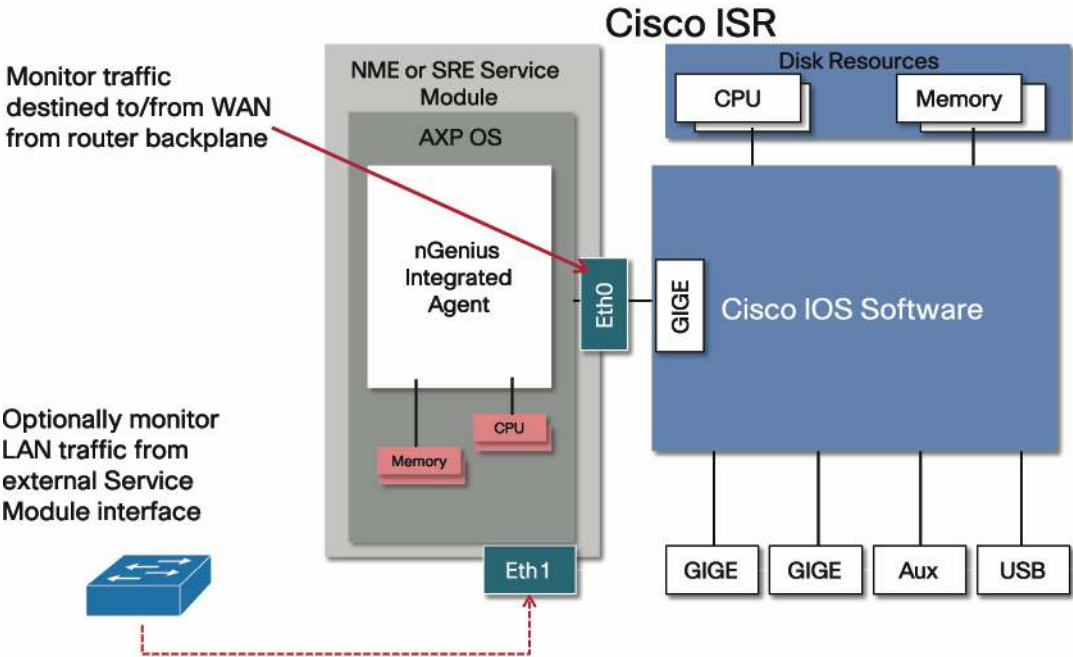 Cisco ISR
Monitor traffic
destined to/from WAN
from router backplane
NME or SRE Service
Module
AXP OS
nGenius
Integrated
Agent
Memory
CPU
Eth0
Eth1
Disk Resources
CPU
Memory
GIGE
Cisco IOS Software
GIGE
GIGE
Aux
USB
Optionally monitor
LAN traffic from
external Service
Module interface